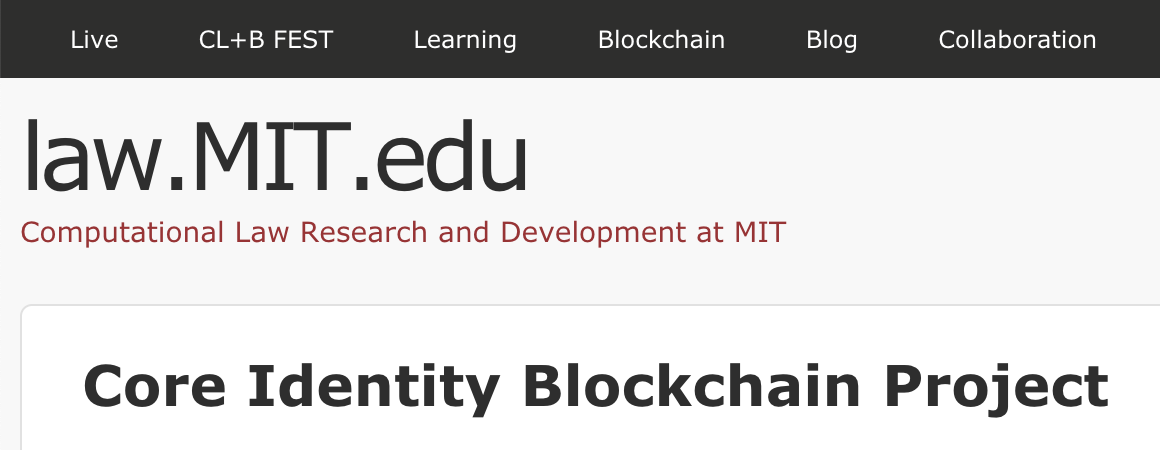 Live CL+B FEST Learning Blockchain Blog Collaboration
law.MIT.edu
Computational Law Research and Development at MIT
Core Identity Blockchain Project